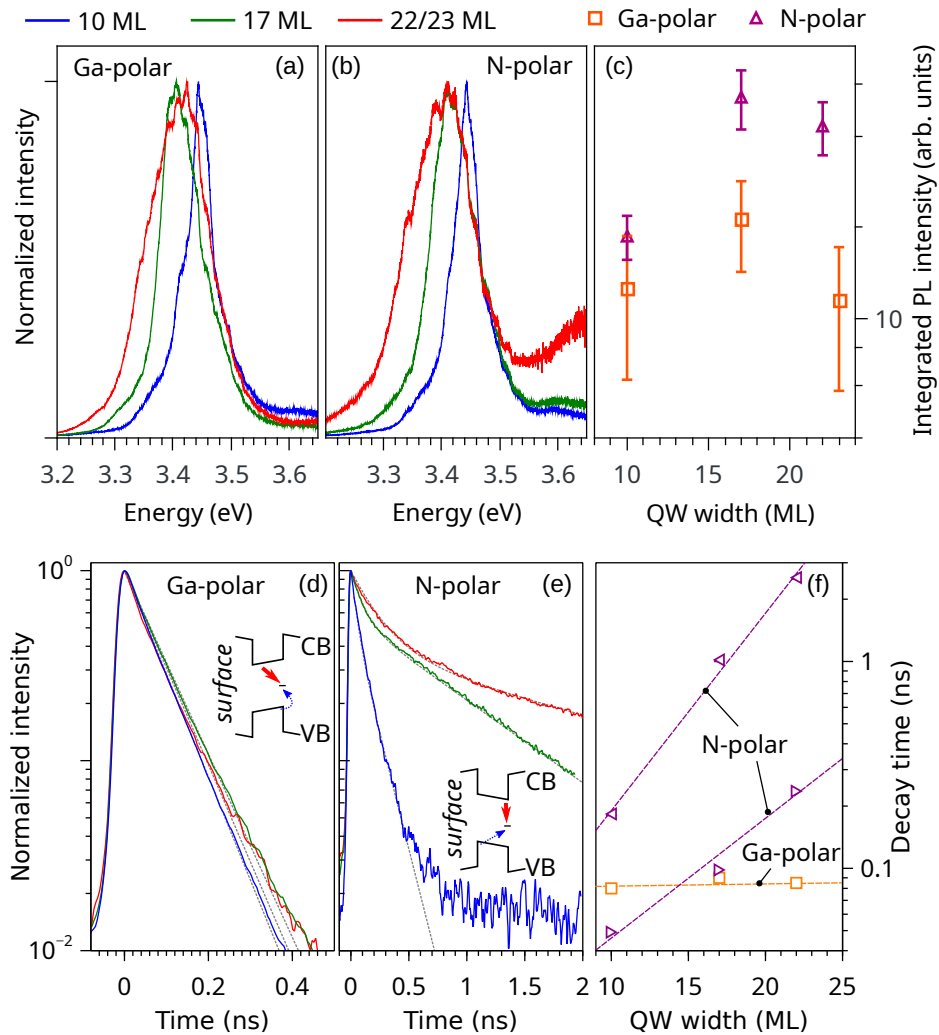 10 ML 17 ML 22/23 ML Ga-polar N-polar
Ga-polar (a) (b) N-polar (c)
Normalized intensity
Integrated PL intensity (arb. units)
10
3.2 3.3 3.4 3.5 3.6 3.3 3.4 3.5 3.6 10 15 20
Energy (eV) Energy (eV) QW width (ML)
10⁰ Ga-polar (d) N-polar (e) (f)
CB
surface
VB
CB
surface
VB
1
N-polar
Ga-polar
0.1
Normalized intensity
Decay time (ns)
10⁻²
0 0.2 0.4 0 0.5 1 1.5 2 10 15 20 25
Time (ns) Time (ns) QW width (ML)